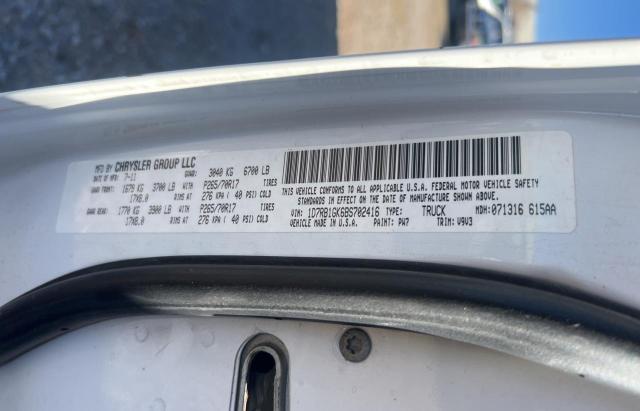 MFD BY CHRYSLER GROUP LLC
DATE OF MFR: 7-11 GVWR: 3040 KG 6700 LB
GAWR FRONT: 1679 KG 3700 LB WITH: P265/70R17 TIRES
17X8.0 RIMS AT: 276 KPA ( 40 PSI) COLD
GAWR REAR: 1770 KG 3900 LB WITH: P265/70R17 TIRES
17X8.0 RIMS AT: 276 KPA ( 40 PSI) COLD
THIS VEHICLE CONFORMS TO ALL APPLICABLE U.S.A. FEDERAL MOTOR VEHICLE SAFETY
STANDARDS IN EFFECT ON THE DATE OF MANUFACTURE SHOWN ABOVE.
VIN: 1D7RB1GK6BS702416 TYPE: TRUCK MDH: 071316 615AA
VEHICLE MADE IN U.S.A. PAINT: PW7 TRIM: V9V3